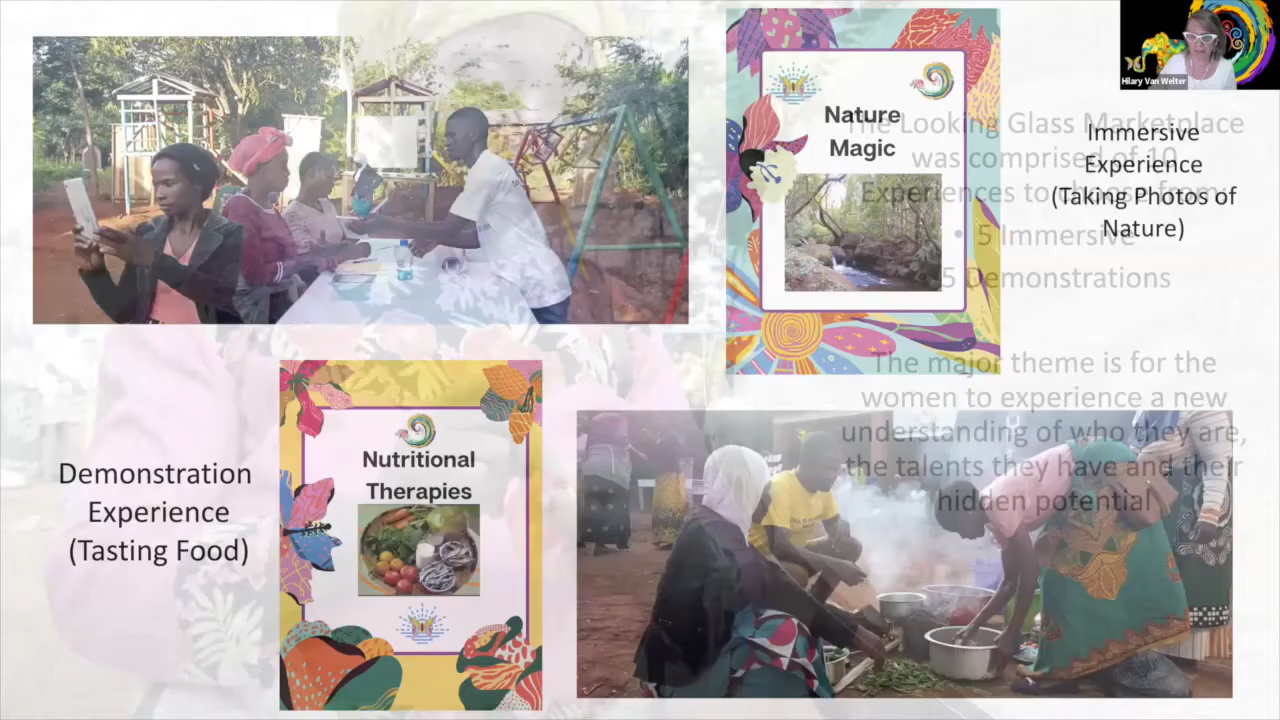 Hilary Van Welter
Nature
Magic
Immersive
Experience
(Taking Photos of
Nature)
The Looking Glass Marketplace
was comprised of 10
Experiences to choose from:
• 5 Immersive
5 Demonstrations
The major theme is for the
women to experience a new
understanding of who they are,
the talents they have and their
hidden potential
Demonstration
Experience
(Tasting Food)
Nutritional
Therapies